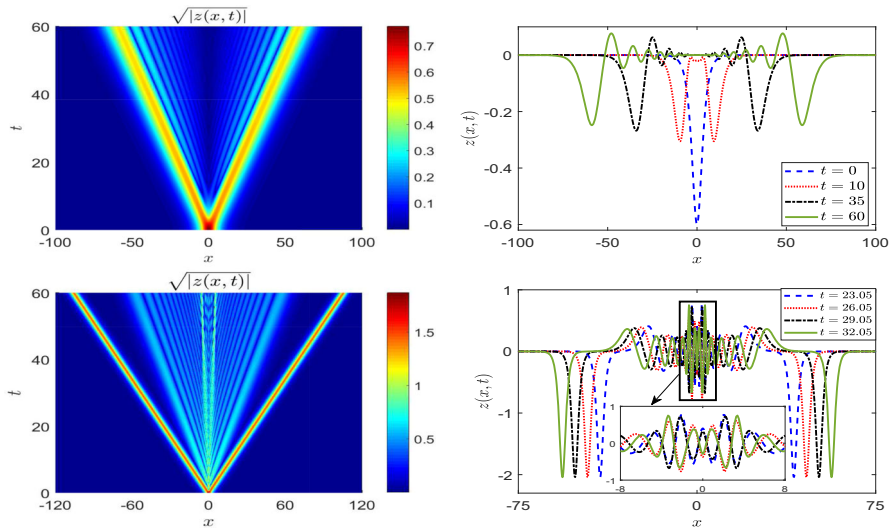 √|z(x, t)|
60
40
20
0
t
-100
-50
0
50
100
x
0.7
0.6
0.5
0.4
0.3
0.2
0.1
0
-0.2
-0.4
-0.6
z(x, t)
-100
-50
0
50
100
x
t = 0
t = 10
t = 35
t = 60
√|z(x, t)|
60
40
20
0
t
-120
-60
0
60
120
x
1.5
1
0.5
1
0
-1
-2
z(x, t)
-75
0
75
x
t = 23.05
t = 26.05
t = 29.05
t = 32.05
1
0
-1
-8
0
8